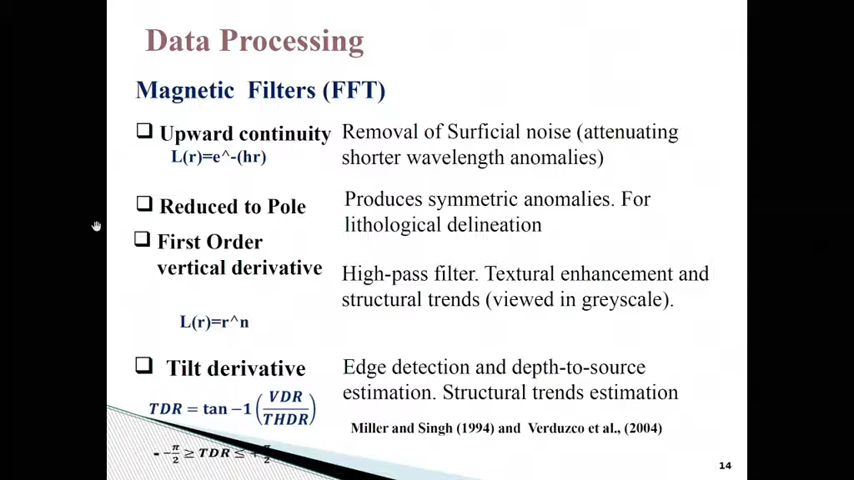 Data Processing
Magnetic Filters (FFT)
❑ Upward continuity
L(r)=e^-(hr)
Removal of Surficial noise (attenuating
shorter wavelength anomalies)
❑ Reduced to Pole
Produces symmetric anomalies. For
lithological delineation
❑ First Order
vertical derivative
L(r)=r^n
High-pass filter. Textural enhancement and
structural trends (viewed in greyscale).
❑ Tilt derivative
TDR = tan −1 (VDR/THDR)
- −π/2 ≥ TDR ≤ +π/2
Edge detection and depth-to-source
estimation. Structural trends estimation
Miller and Singh (1994) and Verduzco et al., (2004)
14